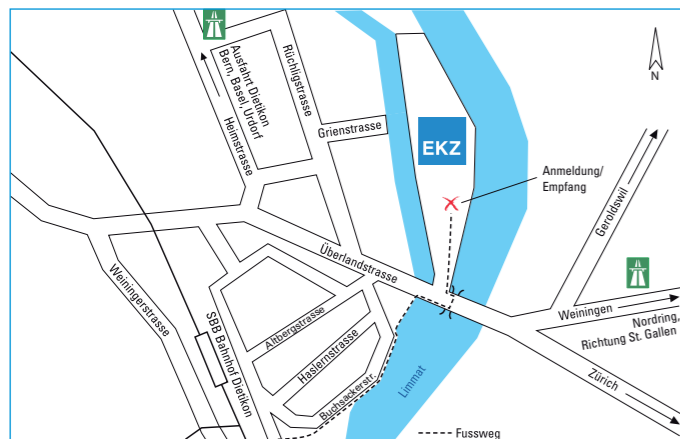 Ausfahrt Dietikon
Bern, Basel, Urdorf
Rüchligstrasse
Heimstrasse
Grienstrasse
N
EKZ
Anmeldung/
Empfang
Geroldswil
Überlandstrasse
Weiningerstrasse
SBB Bahnhof Dietikon
Altbergstrasse
Haslernstrasse
Buchsackerstr.
Limmat
Weiningen
Nordring,
Richtung St. Gallen
Zürich
Fussweg